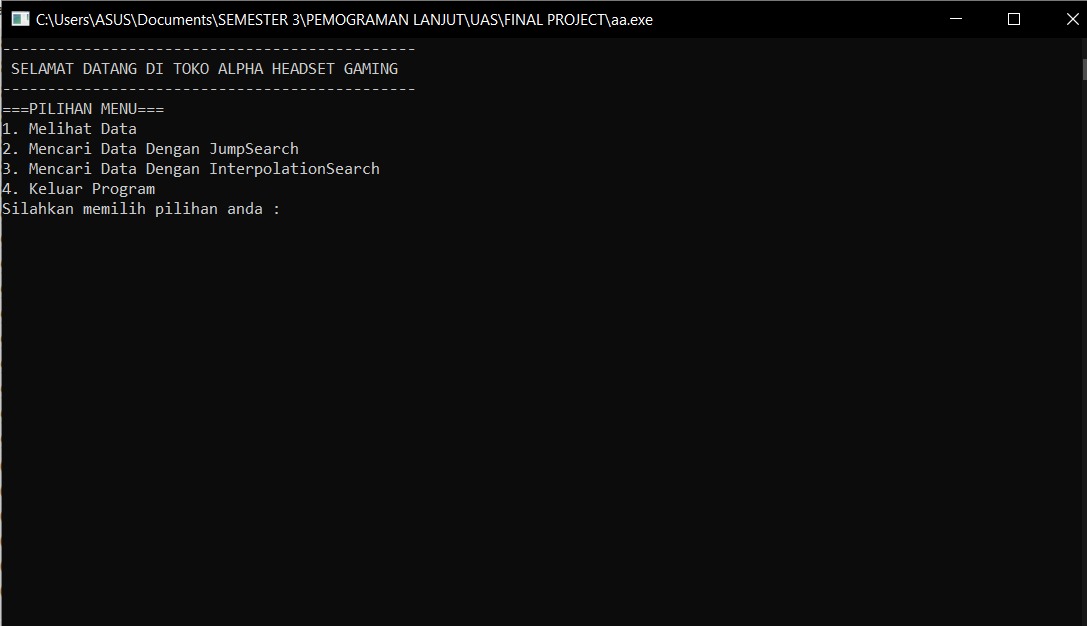 C:\Users\ASUS\Documents\SEMESTER 3\PEMOGRAMAN LANJUT\UAS\FINAL PROJECT\aa.exe
----------------------------------------------
 SELAMAT DATANG DI TOKO ALPHA HEADSET GAMING
----------------------------------------------
===PILIHAN MENU===
1. Melihat Data
2. Mencari Data Dengan JumpSearch
3. Mencari Data Dengan InterpolationSearch
4. Keluar Program
Silahkan memilih pilihan anda :